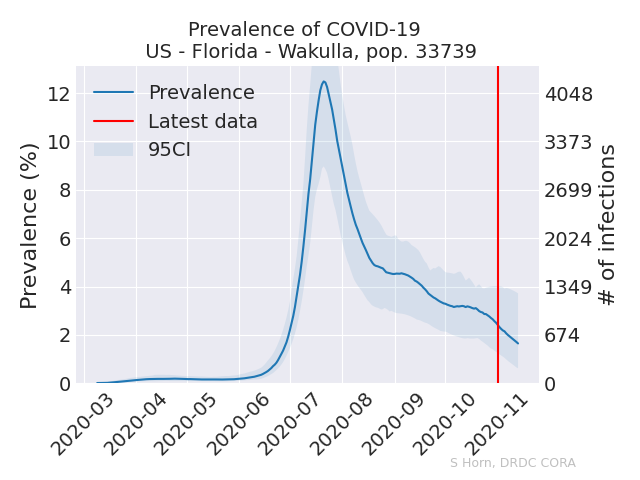 Prevalence of COVID-19
US - Florida - Wakulla, pop. 33739
Prevalence
Latest data
95CI
Prevalence (%)
12
10
8
6
4
2
0
4048
3373
2699
2024
1349
674
0
# of infections
2020-03
2020-04
2020-05
2020-06
2020-07
2020-08
2020-09
2020-10
2020-11
S Horn, DRDC CORA